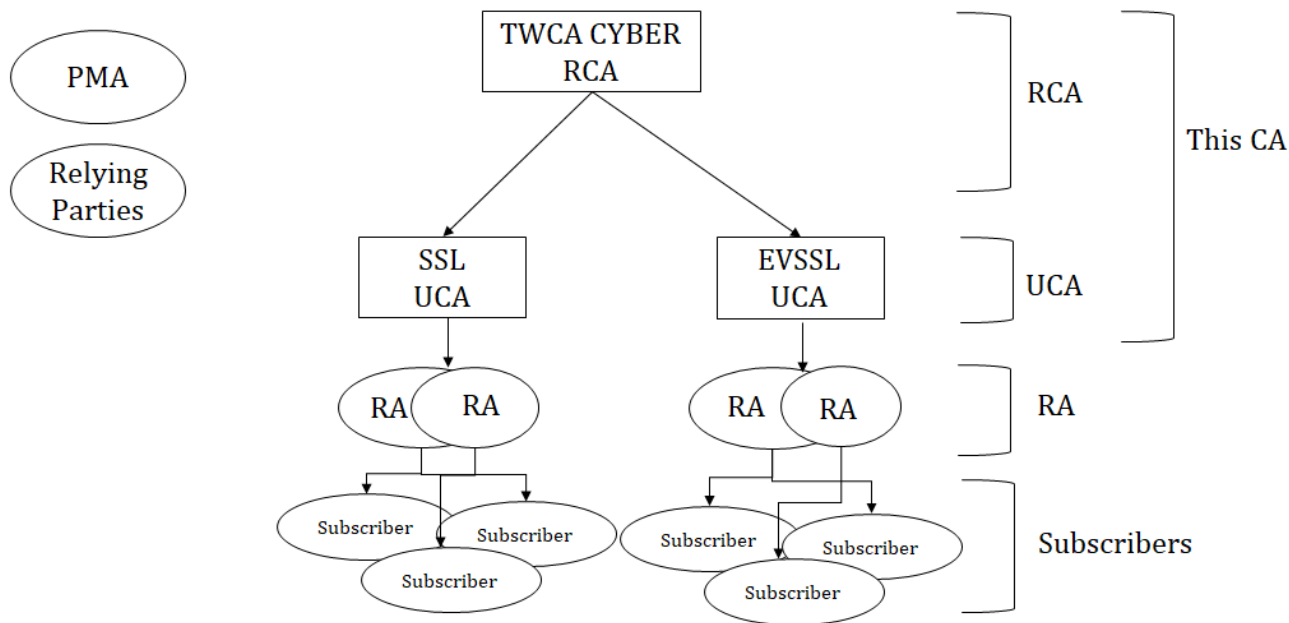 TWCA CYBER
RCA
PMA
RCA
This CA
Relying
Parties
SSL
UCA
EVSSL
UCA
UCA
RA
RA
RA
RA
RA
Subscriber
Subscriber
Subscriber
Subscriber
Subscriber
Subscriber
Subscribers